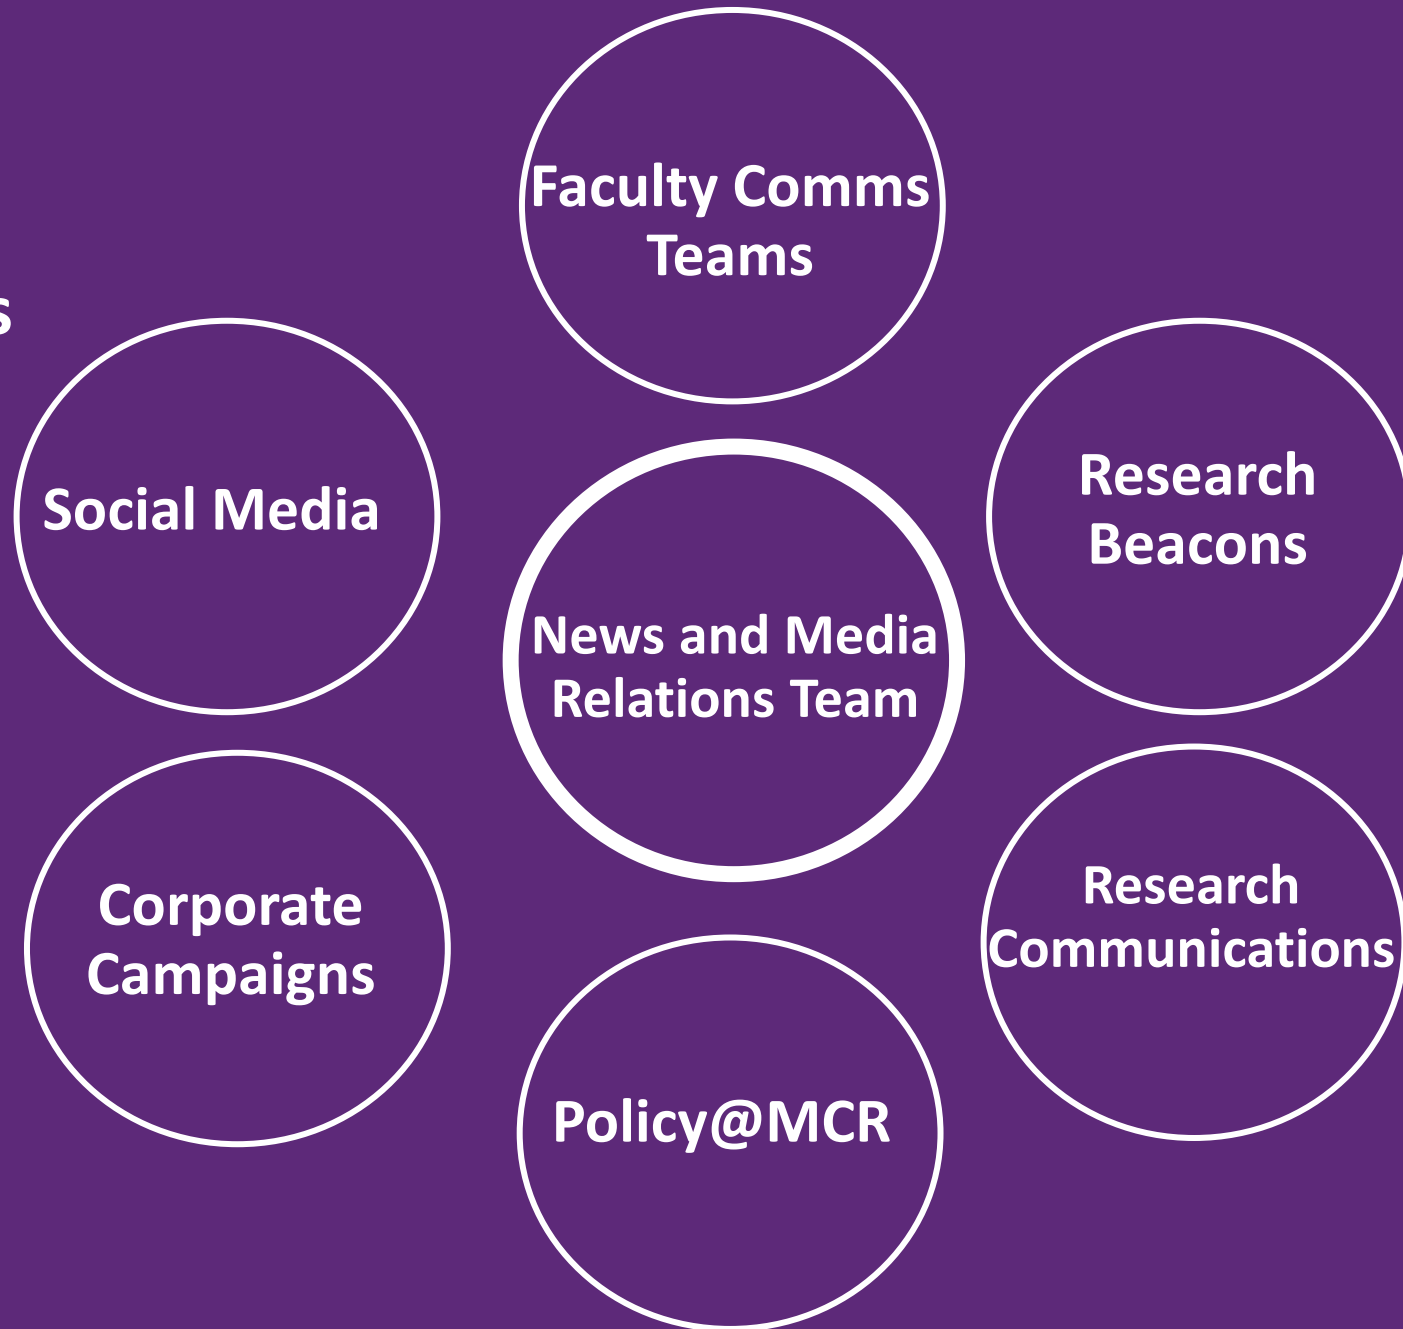 Faculty Comms
Teams
s
Social Media
Research
Beacons
News and Media
Relations Team
Corporate
Campaigns
Research
Communications
Policy@MCR